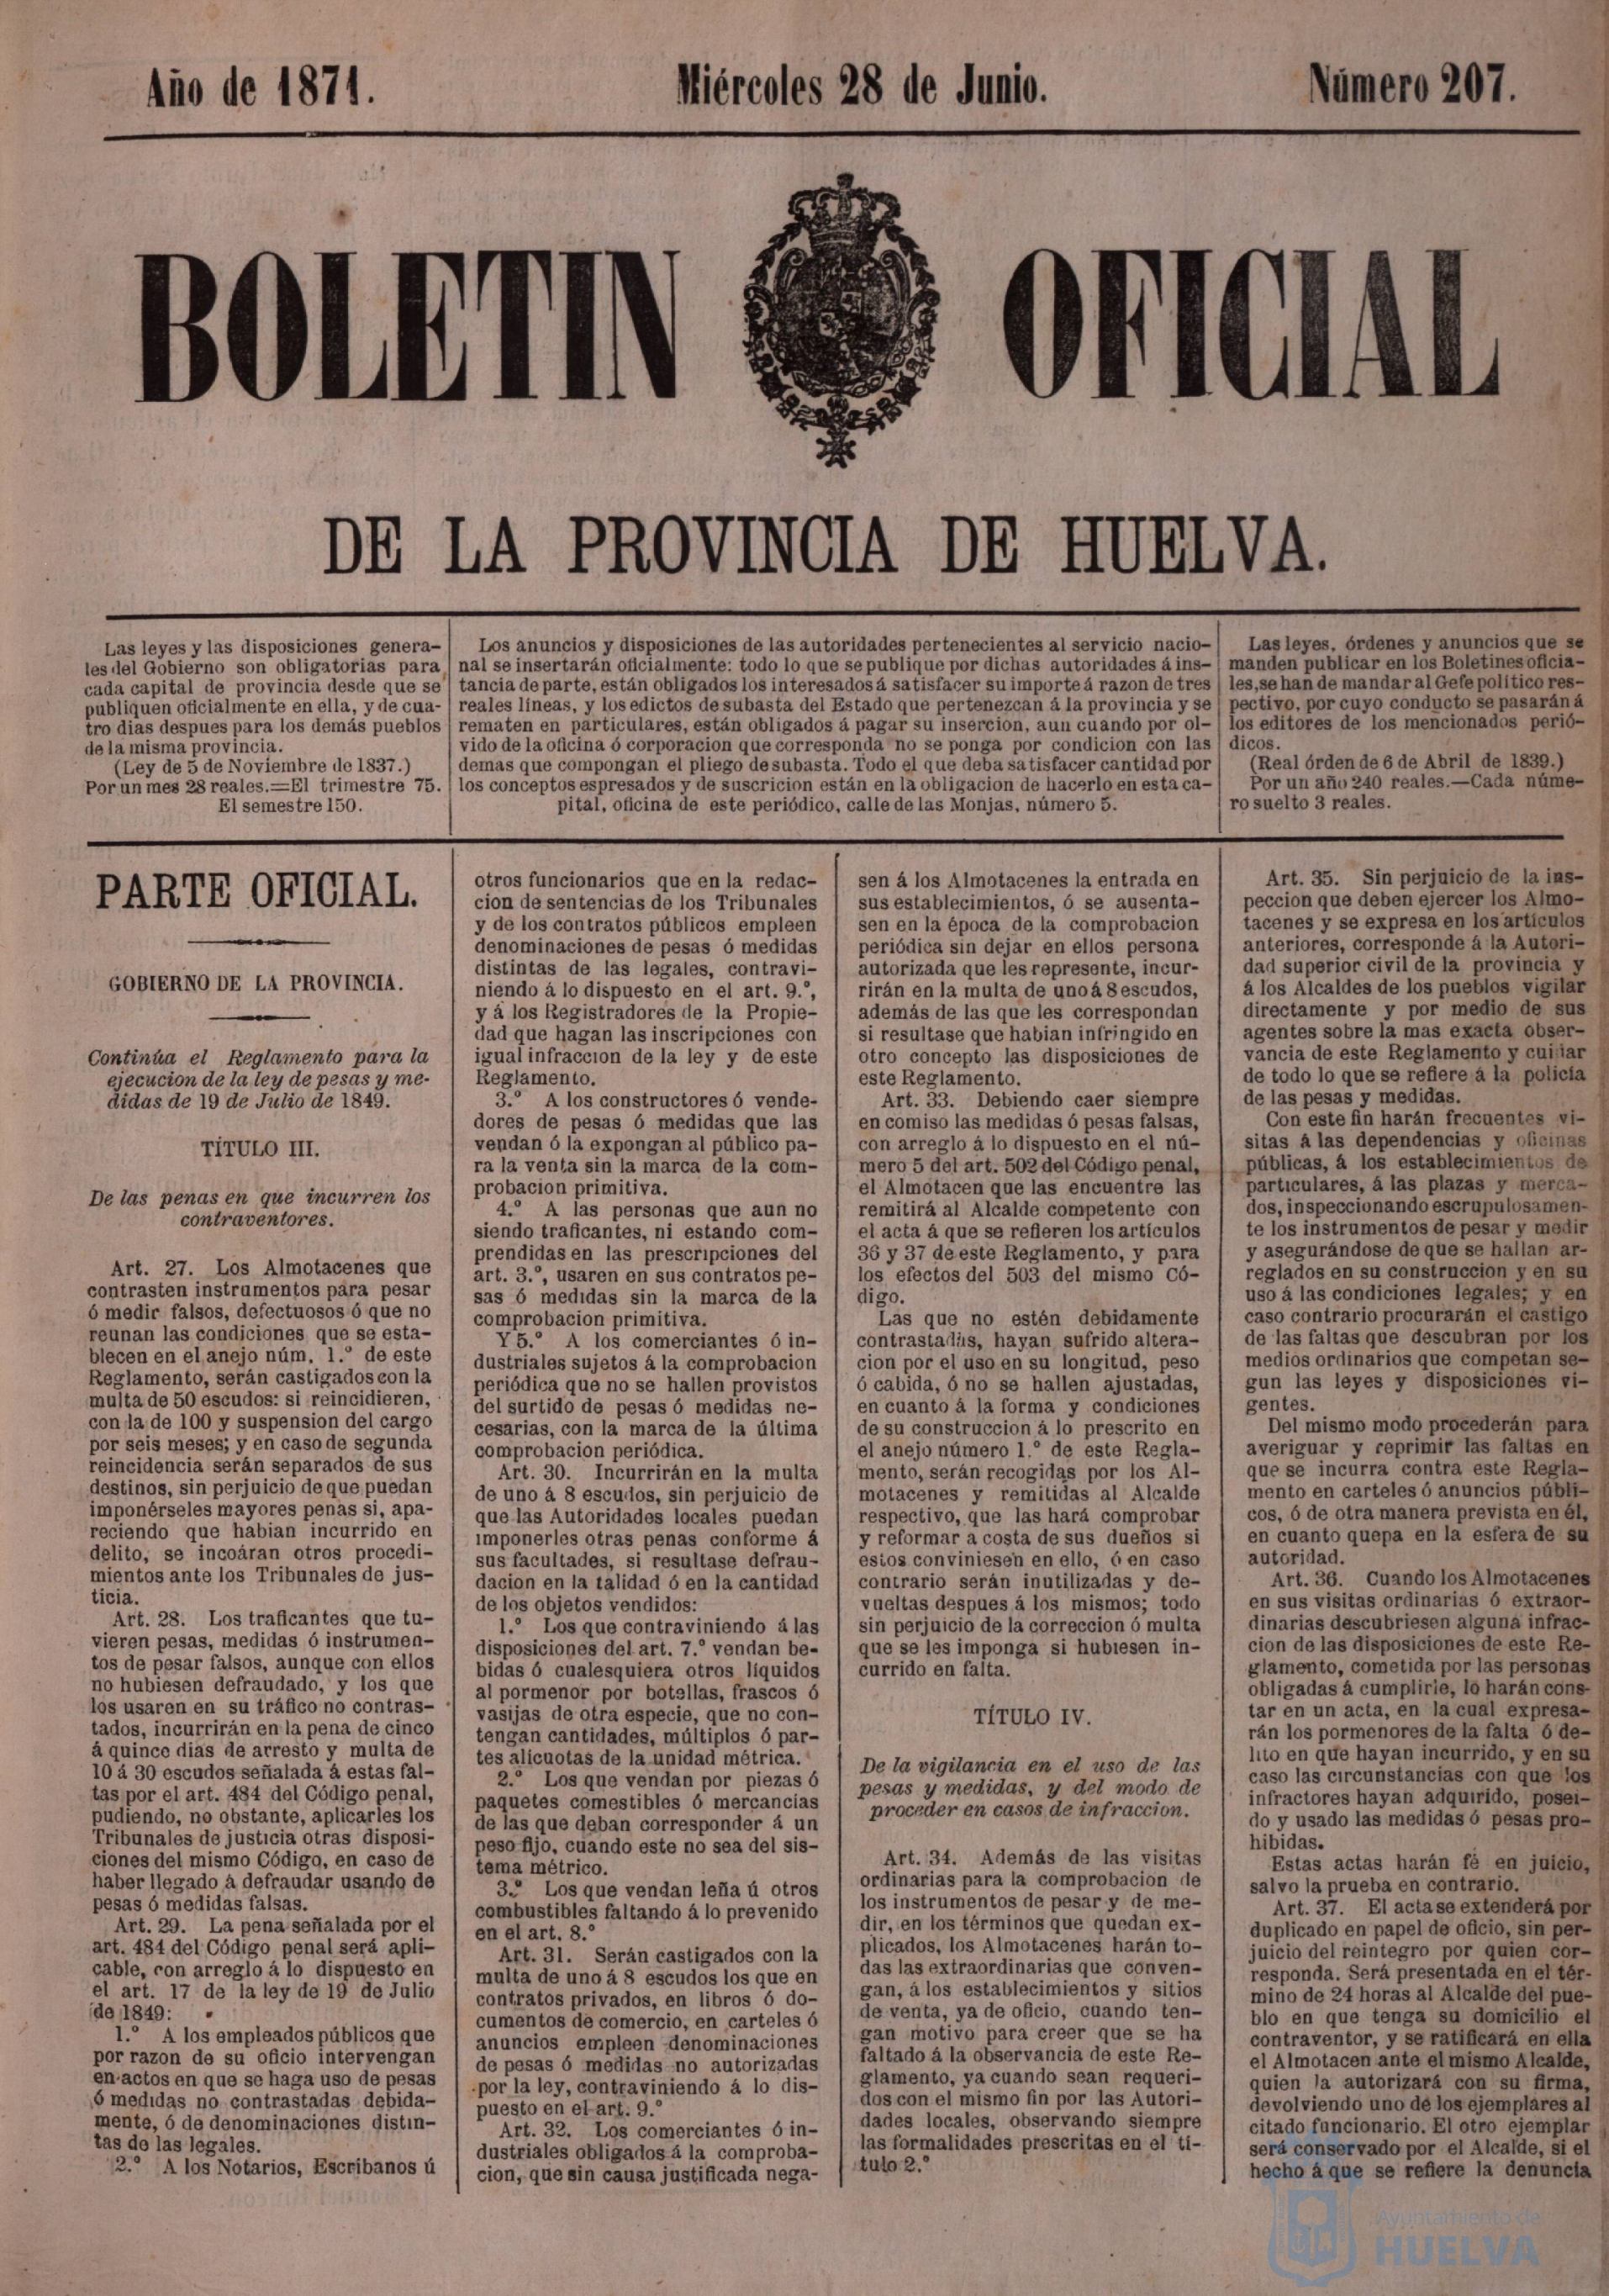 Año de 1871.
Miércoles 28 de Junio.
Número 207.
BOLETIN OFICIAL
DE LA PROVINCIA DE HUELVA.
Las leyes y las disposiciones genera-
les del Gobierno son obligatorias para
cada capital de provincia desde que se
publiquen oficialmente en ella, y de cua-
tro dias despues para los demás pueblos
de la misma provincia.
(Ley de 5 de Noviembre de 1837.)
Por un mes 28 reales.=El trimestre 75.
El semestre 150.
Los anuncios y disposiciones de las autoridades pertenecientes al servicio nacio-
nal se insertarán oficialmente: todo lo que se publique por dichas autoridades á ins-
tancia de parte, están obligados los interesados á satisfacer su importe á razon de tres
reales líneas, y los edictos de subasta del Estado que pertenezcan á la provincia y se
rematen en particulares, están obligados á pagar su insercion, aun cuando por ol-
vido de la oficina ó corporacion que corresponda no se ponga por condicion con las
demas que compongan el pliego de subasta. Todo el que deba satisfacer cantidad por
los conceptos espresados y de suscricion están en la obligacion de hacerlo en esta ca-
pital, oficina de este periódico, calle de las Monjas, número 5.
Las leyes, órdenes y anuncios que se
manden publicar en los Boletines oficia-
les, se han de mandar al Gefe político res-
pectivo, por cuyo conducto se pasarán á
los editores de los mencionados perió-
dicos.
(Real órden de 6 de Abril de 1839.)
Por un año 240 reales.—Cada núme-
ro suelto 3 reales.
PARTE OFICIAL.
GOBIERNO DE LA PROVINCIA.
Continúa el Reglamento para la
ejecucion de la ley de pesas y me-
didas de 19 de Julio de 1849.
TÍTULO III.
De las penas en que incurren los
contraventores.
Art. 27. Los Almotacenes que
contrasten instrumentos para pesar
ó medir falsos, defectuosos ó que no
reunan las condiciones que se esta-
blecen en el anejo núm. 1.º de este
Reglamento, serán castigados con la
multa de 50 escudos: si reincidieren,
con la de 100 y suspension del cargo
por seis meses; y en caso de segunda
reincidencia serán separados de sus
destinos, sin perjuicio de que puedan
imponérseles mayores penas si, apa-
reciendo que habian incurrido en
delito, se incoáran otros procedi-
mientos ante los Tribunales de jus-
ticia.
Art. 28. Los traficantes que tu-
vieren pesas, medidas ó instrumen-
tos de pesar falsos, aunque con ellos
no hubiesen defraudado, y los que
los usaren en su tráfico no contras-
tados, incurrirán en la pena de cinco
á quince dias de arresto y multa de
10 á 30 escudos señalada á estas fal-
tas por el art. 484 del Código penal,
pudiendo, no obstante, aplicarles los
Tribunales de justicia otras disposi-
ciones del mismo Código, en caso de
haber llegado á defraudar usando de
pesas ó medidas falsas.
Art. 29. La pena señalada por el
art. 484 del Código penal será apli-
cable, con arreglo á lo dispuesto en
el art. 17 de la ley de 19 de Julio
de 1849:
1.º A los empleados públicos que
por razon de su oficio intervengan
en actos en que se haga uso de pesas
ó medidas no contrastadas debida-
mente, ó de denominaciones distin-
tas de las legales.
2.º A los Notarios, Escribanos ú
otros funcionarios que en la redac-
cion de sentencias de los Tribunales
y de los contratos públicos empleen
denominaciones de pesas ó medidas
distintas de las legales, contravi-
niendo á lo dispuesto en el art. 9.º,
y á los Registradores de la Propie-
dad que hagan las inscripciones con
igual infraccion de la ley y de este
Reglamento.
3.º A los constructores ó vende-
dores de pesas ó medidas que las
vendan ó la expongan al público pa-
ra la venta sin la marca de la com-
probacion primitiva.
4.º A las personas que aun no
siendo traficantes, ni estando com-
prendidas en las prescripciones del
art. 3.º, usaren en sus contratos pe-
sas ó medidas sin la marca de la
comprobacion primitiva.
Y 5.º A los comerciantes ó in-
dustriales sujetos á la comprobacion
periódica que no se hallen provistos
del surtido de pesas ó medidas ne-
cesarias, con la marca de la última
comprobacion periódica.
Art. 30. Incurrirán en la multa
de uno á 8 escudos, sin perjuicio de
que las Autoridades locales puedan
imponerles otras penas conforme á
sus facultades, si resultase defrau-
dacion en la talidad ó en la cantidad
de los objetos vendidos:
1.º Los que contraviniendo á las
disposiciones del art. 7.º vendan be-
bidas ó cualesquiera otros líquidos
al pormenor por botellas, frascos ó
vasijas de otra especie, que no con-
tengan cantidades, múltiplos ó par-
tes alicuotas de la unidad métrica.
2.º Los que vendan por piezas ó
paquetes comestibles ó mercancias
de las que deban corresponder á un
peso fijo, cuando este no sea del sis-
tema métrico.
3.º Los que vendan leña ú otros
combustibles faltando á lo prevenido
en el art. 8.º
Art. 31. Serán castigados con la
multa de uno á 8 escudos los que en
contratos privados, en libros ó do-
cumentos de comercio, en carteles ó
anuncios empleen denominaciones
de pesas ó medidas no autorizadas
por la ley, contraviniendo á lo dis-
puesto en el art. 9.º
Art. 32. Los comerciantes ó in-
dustriales obligados á la comproba-
cion, que sin causa justificada nega-
sen á los Almotacenes la entrada en
sus establecimientos, ó se ausenta-
sen en la época de la comprobacion
periódica sin dejar en ellos persona
autorizada que les represente, incur-
rirán en la multa de uno á 8 escudos,
además de las que les correspondan
si resultase que habian infringido en
otro concepto las disposiciones de
este Reglamento.
Art. 33. Debiendo caer siempre
en comiso las medidas ó pesas falsas,
con arreglo á lo dispuesto en el nú-
mero 5 del art. 502 del Código penal,
el Almotacen que las encuentre las
remitirá al Alcalde competente con
el acta á que se refieren los artículos
36 y 37 de este Reglamento, y para
los efectos del 503 del mismo Có-
digo.
Las que no estén debidamente
contrastadas, hayan sufrido altera-
cion por el uso en su longitud, peso
ó cabida, ó no se hallen ajustadas,
en cuanto á la forma y condiciones
de su construccion á lo prescrito en
el anejo número 1.º de este Regla-
mento, serán recogidas por los Al-
motacenes y remitidas al Alcalde
respectivo, que las hará comprobar
y reformar a costa de sus dueños si
estos conviniesen en ello, ó en caso
contrario serán inutilizadas y de-
vueltas despues á los mismos; todo
sin perjuicio de la correccion ó multa
que se les imponga si hubiesen in-
currido en falta.
TÍTULO IV.
De la vigilancia en el uso de las
pesas y medidas, y del modo de
proceder en casos de infraccion.
Art. 34. Además de las visitas
ordinarias para la comprobacion de
los instrumentos de pesar y de me-
dir, en los términos que quedan ex-
plicados, los Almotacenes harán to-
das las extraordinarias que conven-
gan, á los establecimientos y sitios
de venta, ya de oficio, cuando ten-
gan motivo para creer que se ha
faltado á la observancia de este Re-
glamento, ya cuando sean requeri-
dos con el mismo fin por las Autori-
dades locales, observando siempre
las formalidades prescritas en el tí-
tulo 2.º
Art. 35. Sin perjuicio de la ins-
peccion que deben ejercer los Almo-
tacenes y se expresa en los artículos
anteriores, corresponde á la Autori-
dad superior civil de la provincia y
á los Alcaldes de los pueblos vigilar
directamente y por medio de sus
agentes sobre la mas exacta obser-
vancia de este Reglamento y cuidar
de todo lo que se refiere á la policía
de las pesas y medidas.
Con este fin harán frecuentes vi-
sitas á las dependencias y oficinas
públicas, á los establecimientos de
particulares, á las plazas y merca-
dos, inspeccionando escrupulosamen-
te los instrumentos de pesar y medir
y asegurándose de que se hallan ar-
reglados en su construccion y en su
uso á las condiciones legales; y en
caso contrario procurarán el castigo
de las faltas que descubran por los
medios ordinarios que competan se-
gun las leyes y disposiciones vi-
gentes.
Del mismo modo procederán para
averiguar y reprimir las faltas en
que se incurra contra este Regla-
mento en carteles ó anuncios públi-
cos, ó de otra manera prevista en él,
en cuanto quepa en la esfera de su
autoridad.
Art. 36. Cuando los Almotacenes
en sus visitas ordinarias ó extraor-
dinarias descubriesen alguna infrac-
cion de las disposiciones de este Re-
glamento, cometida por las personas
obligadas á cumplirle, lo harán cons-
tar en un acta, en la cual expresa-
rán los pormenores de la falta ó de-
lito en que hayan incurrido, y en su
caso las circunstancias con que los
infractores hayan adquirido, posei-
do y usado las medidas ó pesas pro-
hibidas.
Estas actas harán fé en juicio,
salvo la prueba en contrario.
Art. 37. El acta se extenderá por
duplicado en papel de oficio, sin per-
juicio del reintegro por quien cor-
responda. Será presentada en el tér-
mino de 24 horas al Alcalde del pue-
blo en que tenga su domicilio el
contraventor, y se ratificará en ella
el Almotacen ante el mismo Alcalde,
quien la autorizará con su firma,
devolviendo uno de los ejemplares al
citado funcionario. El otro ejemplar
será conservado por el Alcalde, si el
hecho á que se refiere la denuncia
Ayuntamiento de
HUELVA